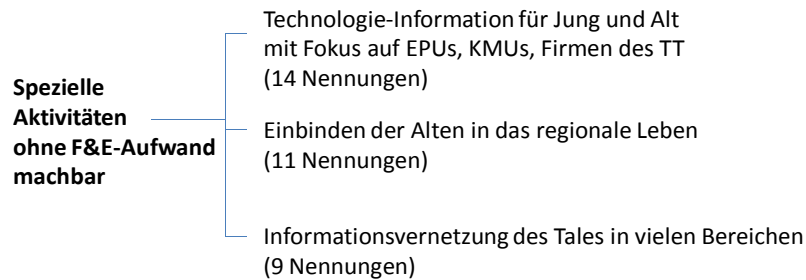 Spezielle
Aktivitäten
ohne F&E-Aufwand
machbar
Technologie-Information für Jung und Alt
mit Fokus auf EPUs, KMUs, Firmen des TT
(14 Nennungen)
Einbinden der Alten in das regionale Leben
(11 Nennungen)
Informationsvernetzung des Tales in vielen Bereichen
(9 Nennungen)